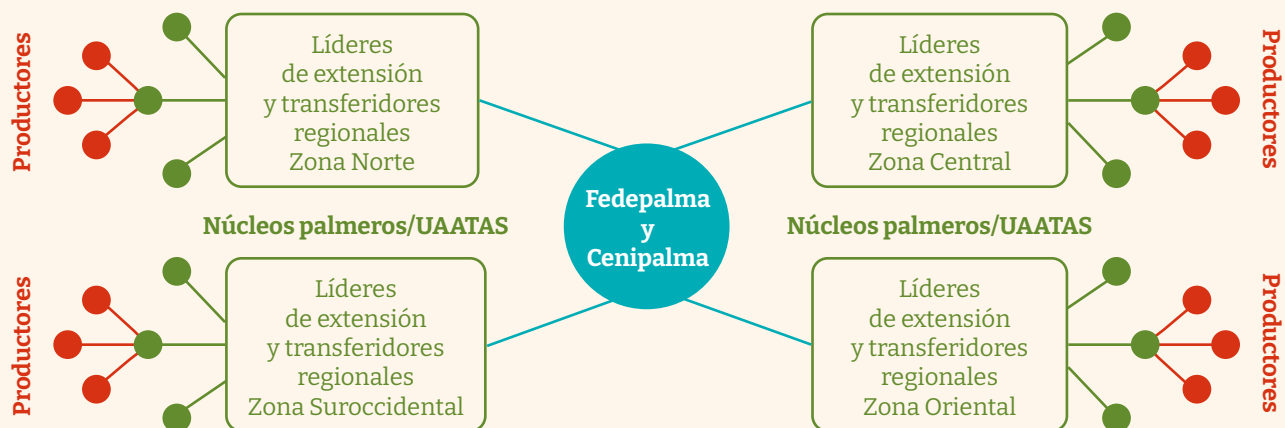 Productores
Líderes
de extensión
y transferidores
regionales
Zona Norte
Líderes
de extensión
y transferidores
regionales
Zona Central
Productores
Fedepalma
y
Cenipalma
Núcleos palmeros/UAATAS
Núcleos palmeros/UAATAS
Productores
Líderes
de extensión
y transferidores
regionales
Zona Suroccidental
Líderes
de extensión
y transferidores
regionales
Zona Oriental
Productores